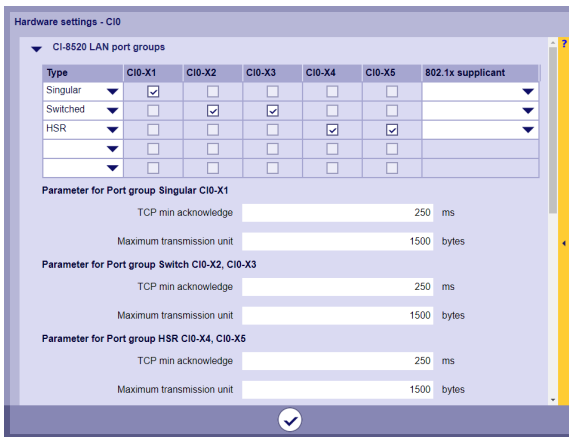 Hardware settings - CI0
CI-8520 LAN port groups
?
Type CI0-X1 CI0-X2 CI0-X3 CI0-X4 CI0-X5 802.1x supplicant
Singular
Switched
HSR
Parameter for Port group Singular CI0-X1
TCP min acknowledge 250 ms
Maximum transmission unit 1500 bytes
Parameter for Port group Switch CI0-X2, CI0-X3
TCP min acknowledge 250 ms
Maximum transmission unit 1500 bytes
Parameter for Port group HSR CI0-X4, CI0-X5
TCP min acknowledge 250 ms
Maximum transmission unit 1500 bytes